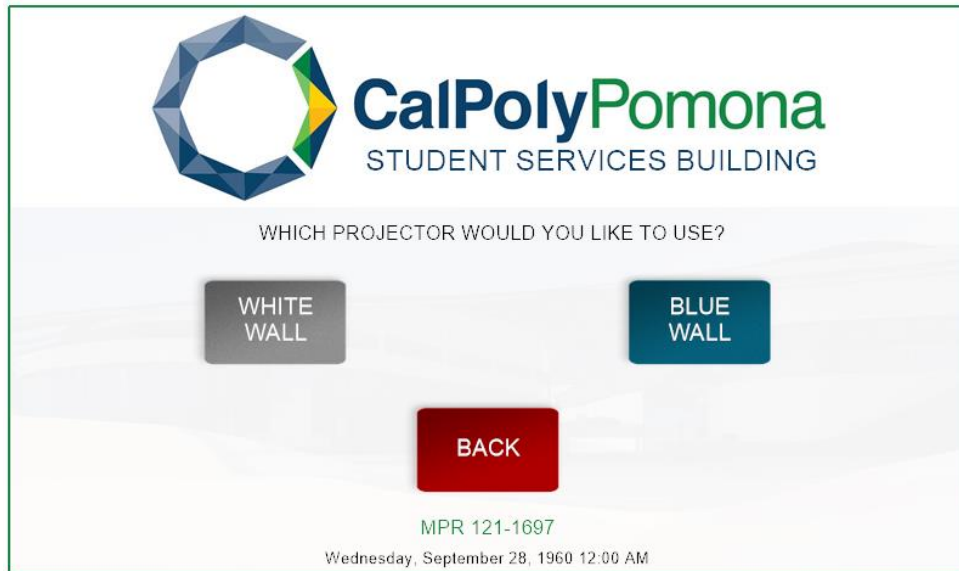 CalPolyPomona
STUDENT SERVICES BUILDING
WHICH PROJECTOR WOULD YOU LIKE TO USE?
WHITE
WALL
BLUE
WALL
BACK
MPR 121-1697
Wednesday, September 28, 1960 12:00 AM